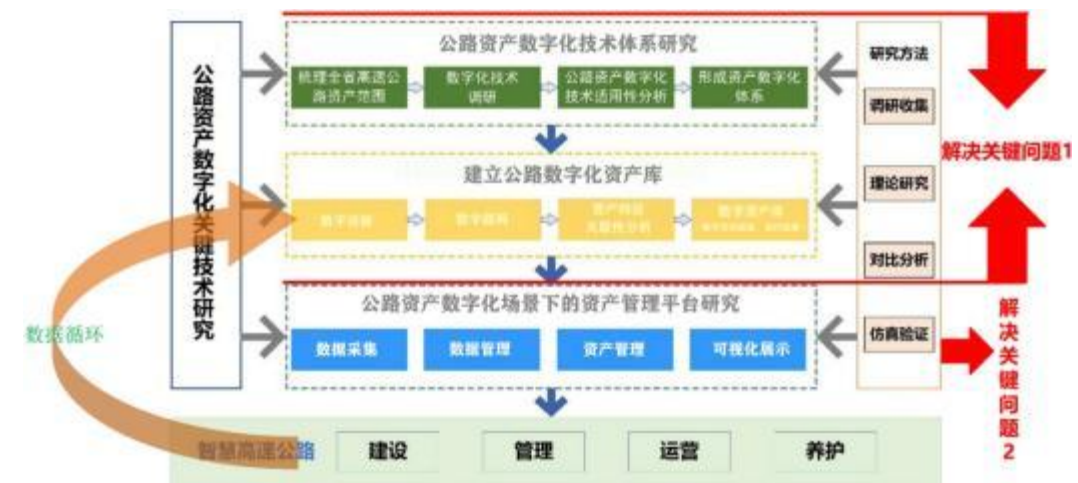 公路资产数字化关键技术研究
公路资产数字化技术体系研究
梳理全省高速公
路资产范围
数字化技术
调研
公路资产数字化
技术适用性分析
形成资产数字化
体系
建立公路数字化资产库
公路资产数字化场景下的资产管理平台研究
数据采集
数据管理
资产管理
可视化展示
研究方法
调研收集
理论研究
对比分析
仿真验证
解决关键问题1
解决关键问题2
数据循环
智慧高速公路
建设
管理
运营
养护